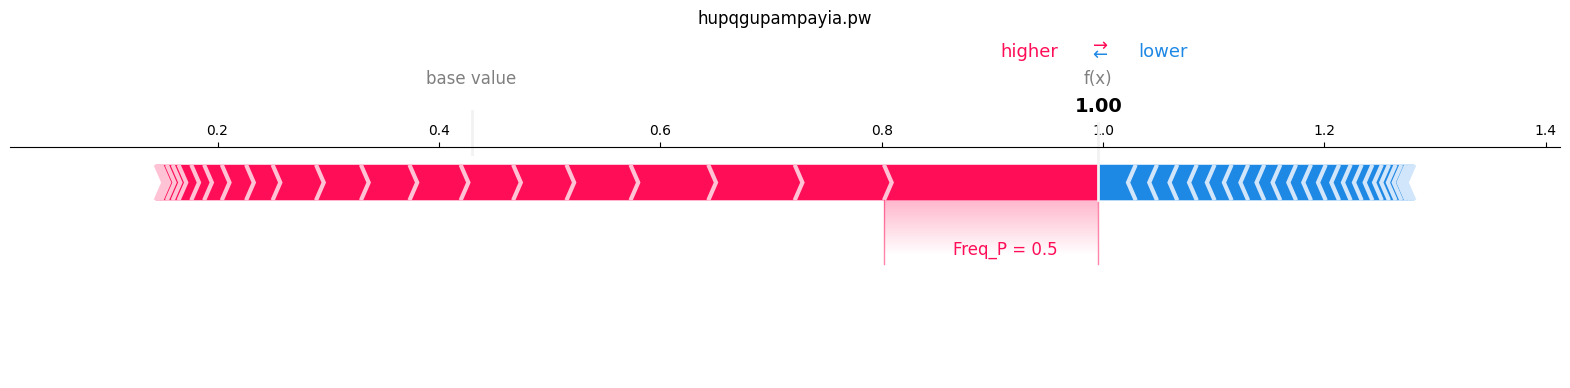 hupqgupampayia.pw
higher ⇄ lower
base value f(x)
1.00
0.2 0.4 0.6 0.8 1.0 1.2 1.4
Freq_P = 0.5